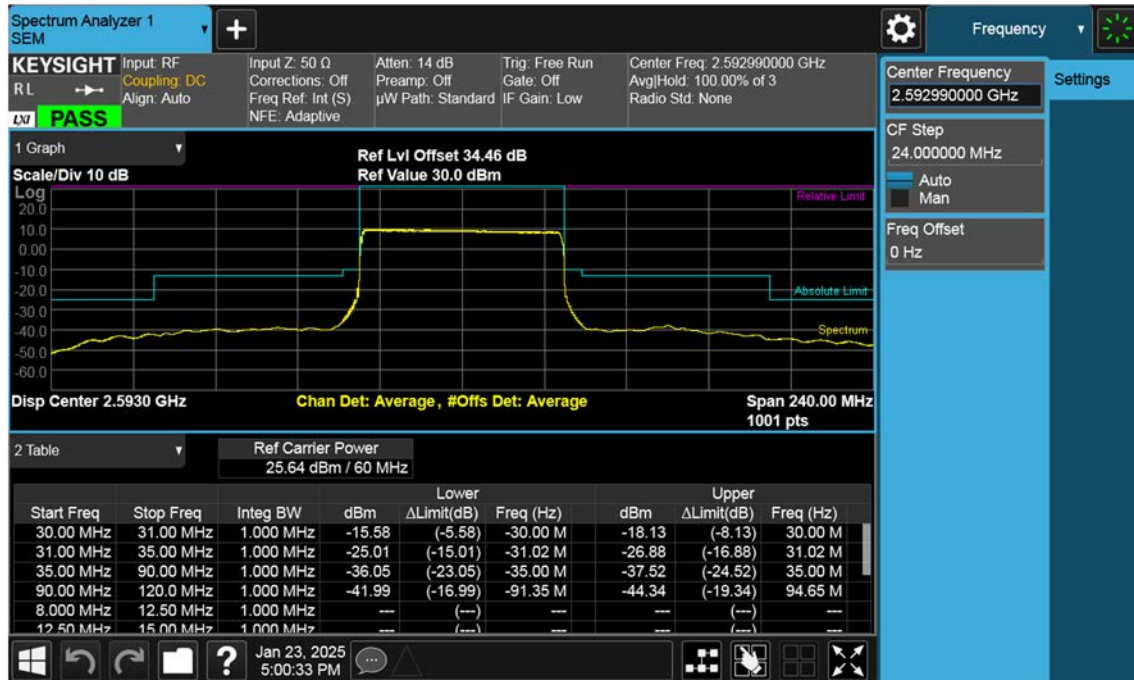 Spectrum Analyzer 1
SEM
Frequency
KEYSIGHT
R L
LXI
PASS
Input: RF
Coupling: DC
Align: Auto
Input Z: 50 Ω
Corrections: Off
Freq Ref: Int (S)
NFE: Adaptive
Atten: 14 dB
Preamp: Off
µW Path: Standard
Trig: Free Run
Gate: Off
IF Gain: Low
Center Freq: 2.592990000 GHz
Avg|Hold: 100.00% of 3
Radio Std: None
Center Frequency
2.592990000 GHz
Settings
CF Step
24.000000 MHz
Auto
Man
Freq Offset
0 Hz
1 Graph
Scale/Div 10 dB
Ref Lvl Offset 34.46 dB
Ref Value 30.0 dBm
Log
Relative Limit
20.0
10.0
0.00
-10.0
-20.0
Absolute Limit
-30.0
-40.0
Spectrum
-50.0
-60.0
Disp Center 2.5930 GHz
Chan Det: Average, #Offs Det: Average
Span 240.00 MHz
1001 pts
2 Table
Ref Carrier Power
25.64 dBm / 60 MHz
Lower Upper
Start Freq Stop Freq Integ BW dBm ΔLimit(dB) Freq (Hz) dBm ΔLimit(dB) Freq (Hz)
30.00 MHz 31.00 MHz 1.000 MHz -15.58 (-5.58) -30.00 M -18.13 (-8.13) 30.00 M
31.00 MHz 35.00 MHz 1.000 MHz -25.01 (-15.01) -31.02 M -26.88 (-16.88) 31.02 M
35.00 MHz 90.00 MHz 1.000 MHz -36.05 (-23.05) -35.00 M -37.52 (-24.52) 35.00 M
90.00 MHz 120.0 MHz 1.000 MHz -41.99 (-16.99) -91.35 M -44.34 (-19.34) 94.65 M
8.000 MHz 12.50 MHz 1.000 MHz --- (---) --- --- (---) ---
12.50 MHz 15.00 MHz 1.000 MHz --- (---) --- --- (---) ---
Jan 23, 2025
5:00:33 PM